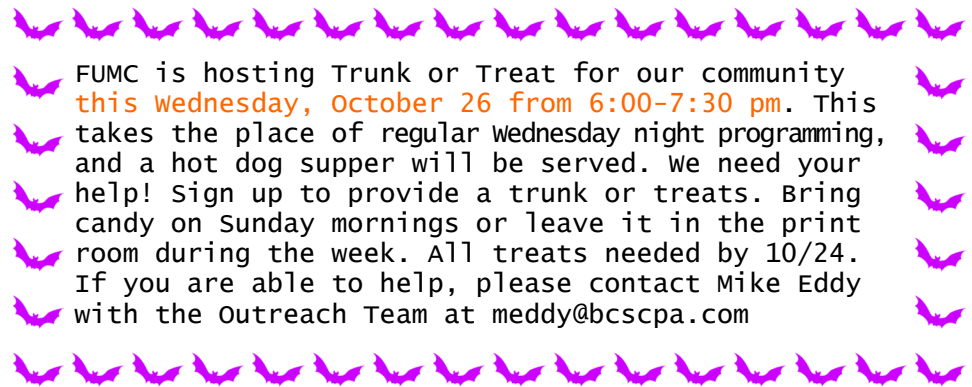 FUMC is hosting Trunk or Treat for our community
this Wednesday, October 26 from 6:00-7:30 pm. This
takes the place of regular Wednesday night programming,
and a hot dog supper will be served. We need your
help! Sign up to provide a trunk or treats. Bring
candy on Sunday mornings or leave it in the print
room during the week. All treats needed by 10/24.
If you are able to help, please contact Mike Eddy
with the Outreach Team at meddy@bcscpa.com